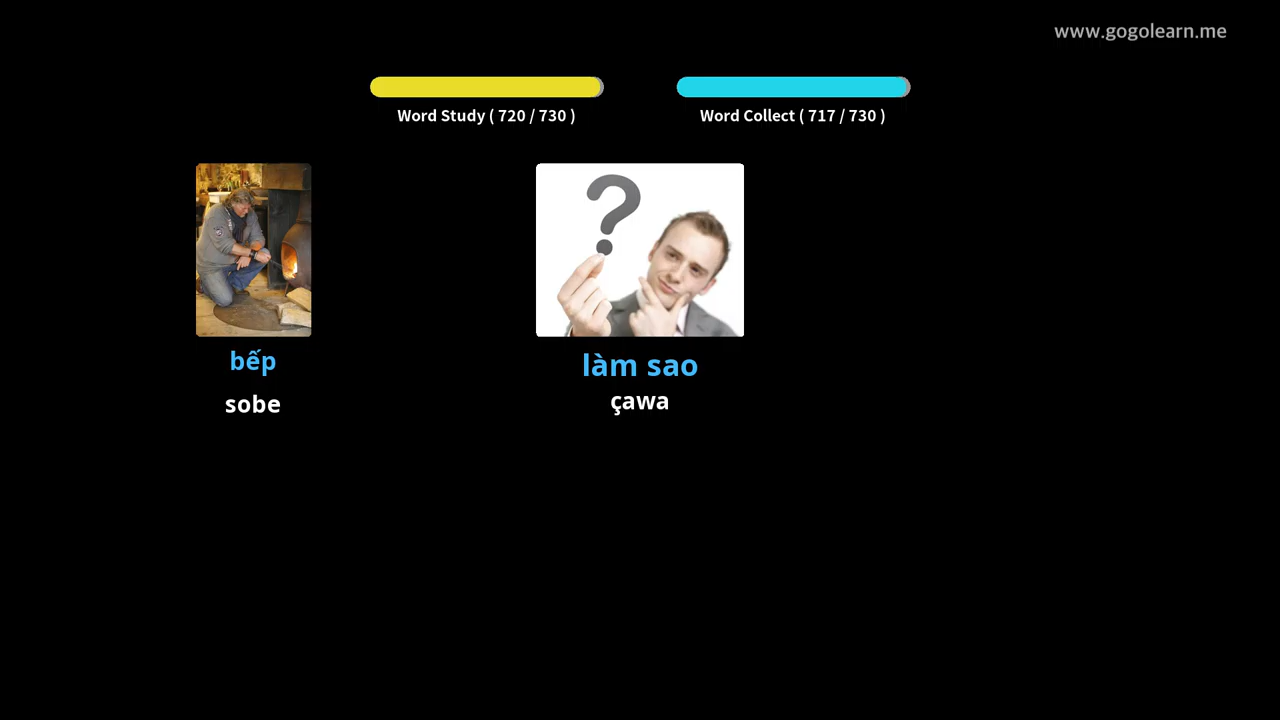 www.gogolearn.me
Word Study ( 720 / 730 )
Word Collect ( 717 / 730 )
bếp
sobe
làm sao
çawa